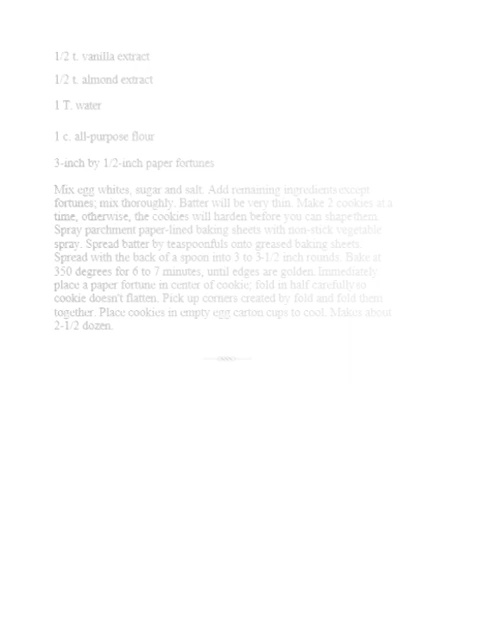 1/2 t. vanilla extract
1/2 t. almond extract
1 T. water
1 c. all-purpose flour
3-inch by 1/2-inch paper fortunes
Mix egg whites, sugar and salt. Add remaining ingredients except
fortunes; mix thoroughly. Batter will be very thin. Make 2 cookies at a
time, otherwise, the cookies will harden before you can shape them.
Spray parchment paper-lined baking sheets with non-stick vegetable
spray. Spread batter by teaspoonfuls onto greased baking sheets.
Spread with the back of a spoon into 3 to 3-1/2 inch rounds. Bake at
350 degrees for 6 to 7 minutes, until edges are golden. Immediately
place a paper fortune in center of cookie; fold in half carefully so
cookie doesn't flatten. Pick up corners created by fold and fold them
together. Place cookies in empty egg carton cups to cool. Makes about
2-1/2 dozen.